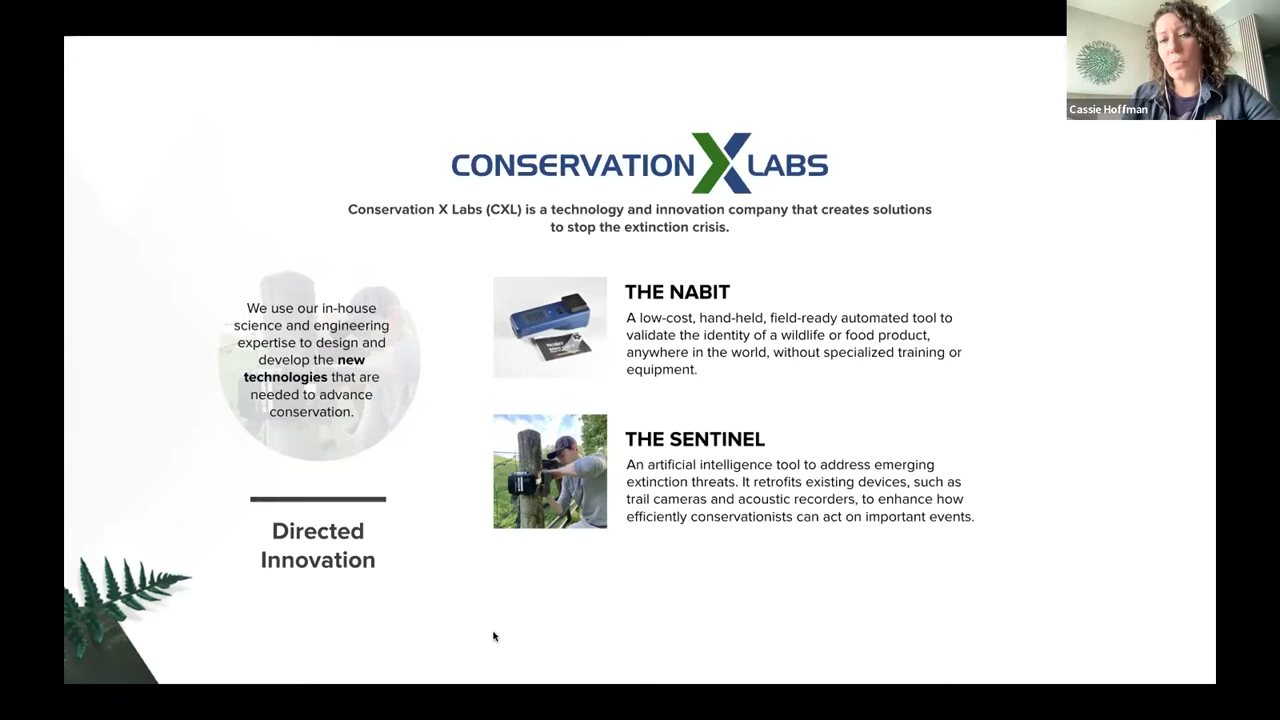 Cassie Hoffman
CONSERVATION X LABS
Conservation X Labs (CXL) is a technology and innovation company that creates solutions
to stop the extinction crisis.
We use our in-house
science and engineering
expertise to design and
develop the new
technologies that are
needed to advance
conservation.
Directed
Innovation
THE NABIT
A low-cost, hand-held, field-ready automated tool to
validate the identity of a wildlife or food product,
anywhere in the world, without specialized training or
equipment.
THE SENTINEL
An artificial intelligence tool to address emerging
extinction threats. It retrofits existing devices, such as
trail cameras and acoustic recorders, to enhance how
efficiently conservationists can act on important events.